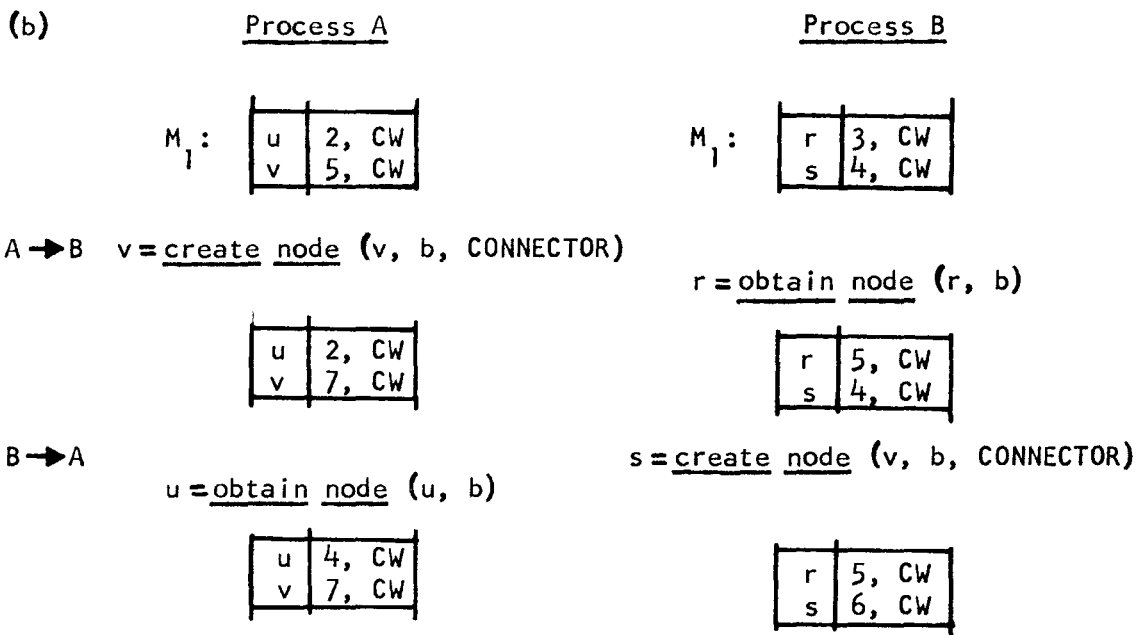 (b) Process A Process B
M1: u 2, CW M1: r 3, CW
v 5, CW s 4, CW
A→B v = create node (v, b, CONNECTOR)
r = obtain node (r, b)
u 2, CW r 5, CW
v 7, CW s 4, CW
B→A s = create node (v, b, CONNECTOR)
u = obtain node (u, b)
u 4, CW r 5, CW
v 7, CW s 6, CW